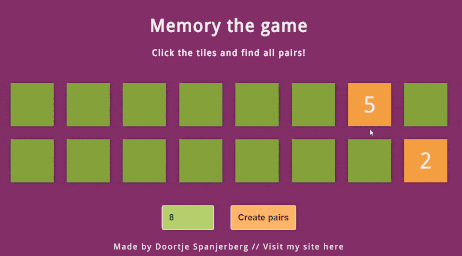 Memory the game
Click the tiles and find all pairs!
5
2
8
Create pairs
Made by Doortje Spanjerberg // Visit my site here